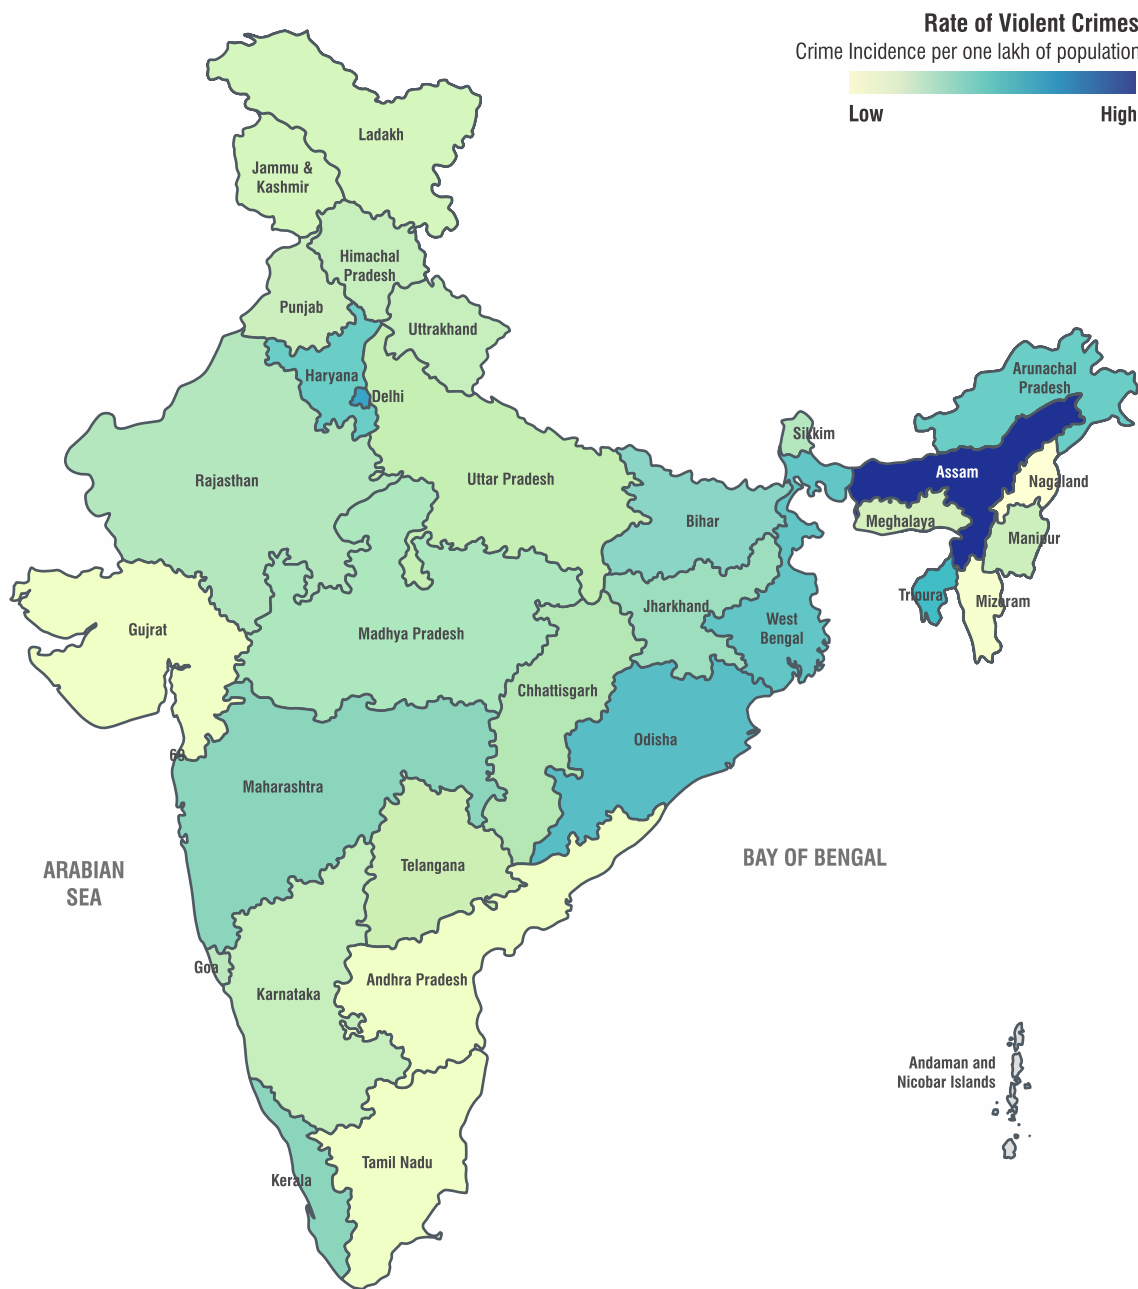 Rate of Violent Crimes
Crime Incidence per one lakh of population
Low High
Ladakh
Jammu &
Kashmir
Himachal
Pradesh
Punjab
Uttrakhand
Haryana
Delhi
Arunachal
Pradesh
Sikkim
Assam
Rajasthan
Uttar Pradesh
Nagaland
Bihar
Meghalaya
Manipur
Tripura
Mizoram
Jharkhand
West
Bengal
Gujrat
Madhya Pradesh
Chhattisgarh
Odisha
69
Maharashtra
Telangana
BAY OF BENGAL
ARABIAN
SEA
Goa
Karnataka
Andhra Pradesh
Andaman and
Nicobar Islands
Tamil Nadu
Kerala